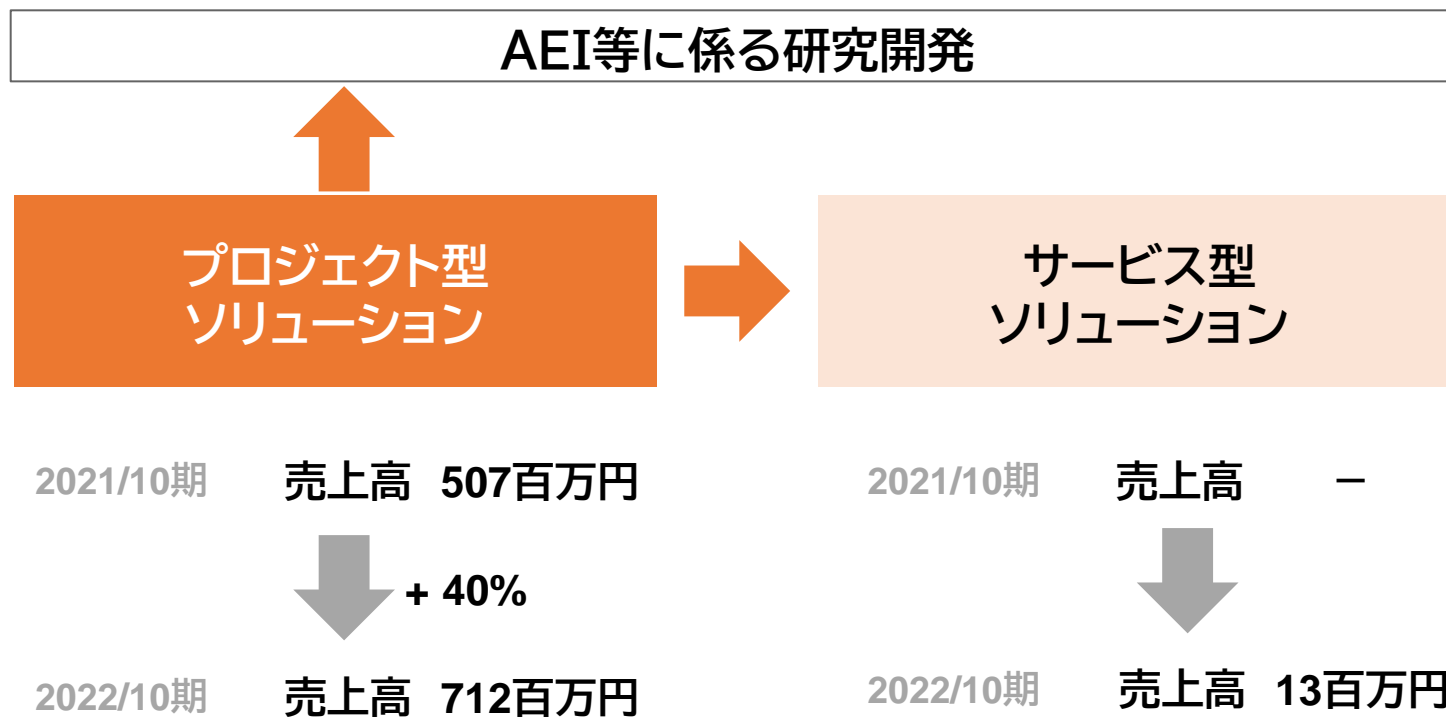 AEI等に係る研究開発
プロジェクト型
ソリューション
サービス型
ソリューション
2021/10期 売上高 507百万円
+ 40%
2022/10期 売上高 712百万円
2021/10期 売上高 －
2022/10期 売上高 13百万円